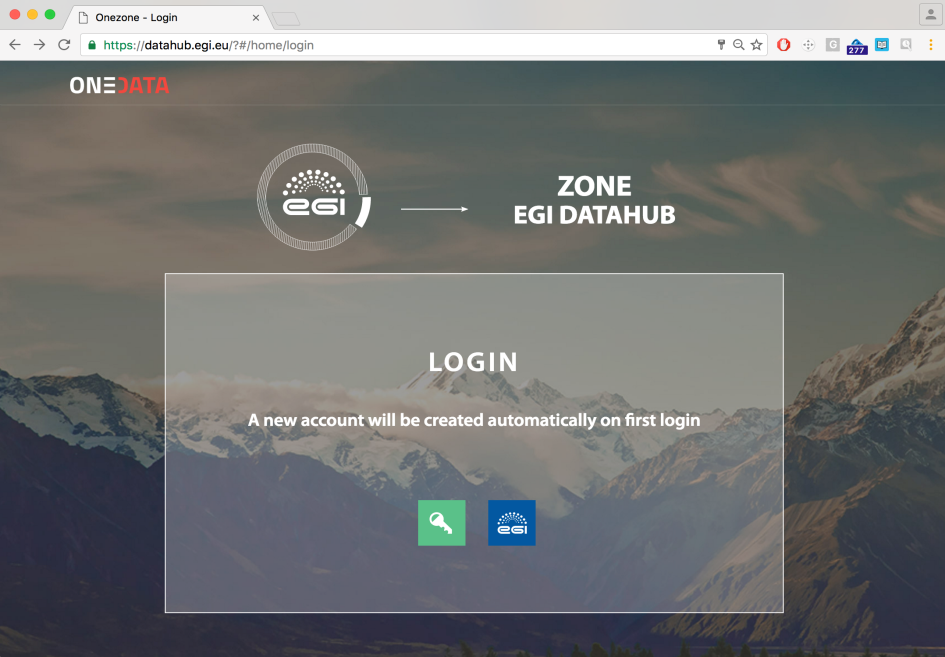 Onezone - Login
https://datahub.egi.eu/?#/home/login
G
277
ONEDATA
egi
ZONE
EGI DATAHUB
LOGIN
A new account will be created automatically on first login
egi